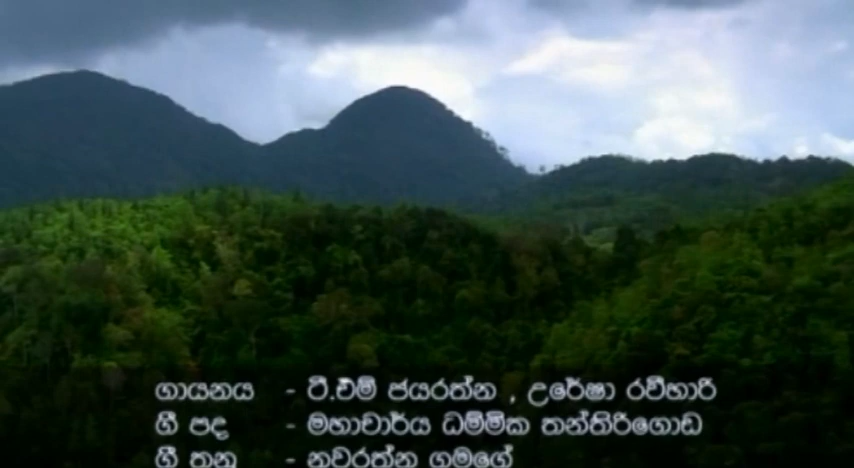 ගායනය - ටී.එම් ජයරත්න , උරේෂා රවිහාරි
ගී පද - මහාචාර්ය ධම්මික තන්තිරිගොඩ
ගී තනු - නවරත්න ගමගේ